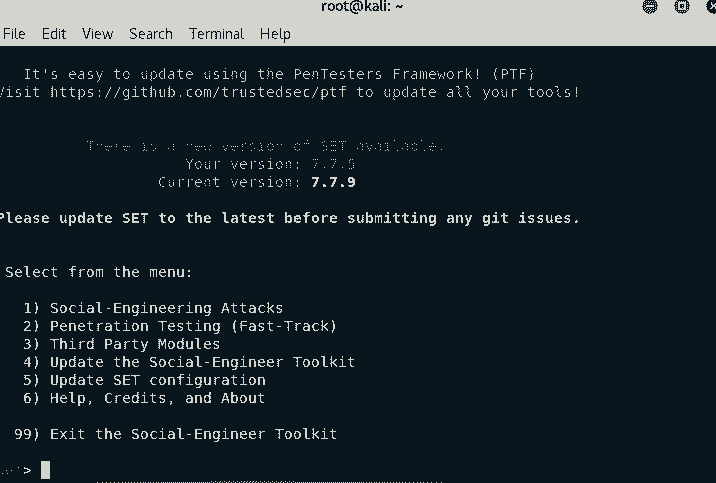 root@kali: ~
File Edit View Search Terminal Help
It's easy to update using the PenTesters Framework! (PTF)
Visit https://github.com/trustedsec/ptf to update all your tools!
There is a new version of SET available.
Your version: 7.7.5
Current version: 7.7.9
Please update SET to the latest before submitting any git issues.
Select from the menu:
1) Social-Engineering Attacks
2) Penetration Testing (Fast-Track)
3) Third Party Modules
4) Update the Social-Engineer Toolkit
5) Update SET configuration
6) Help, Credits, and About
99) Exit the Social-Engineer Toolkit
>